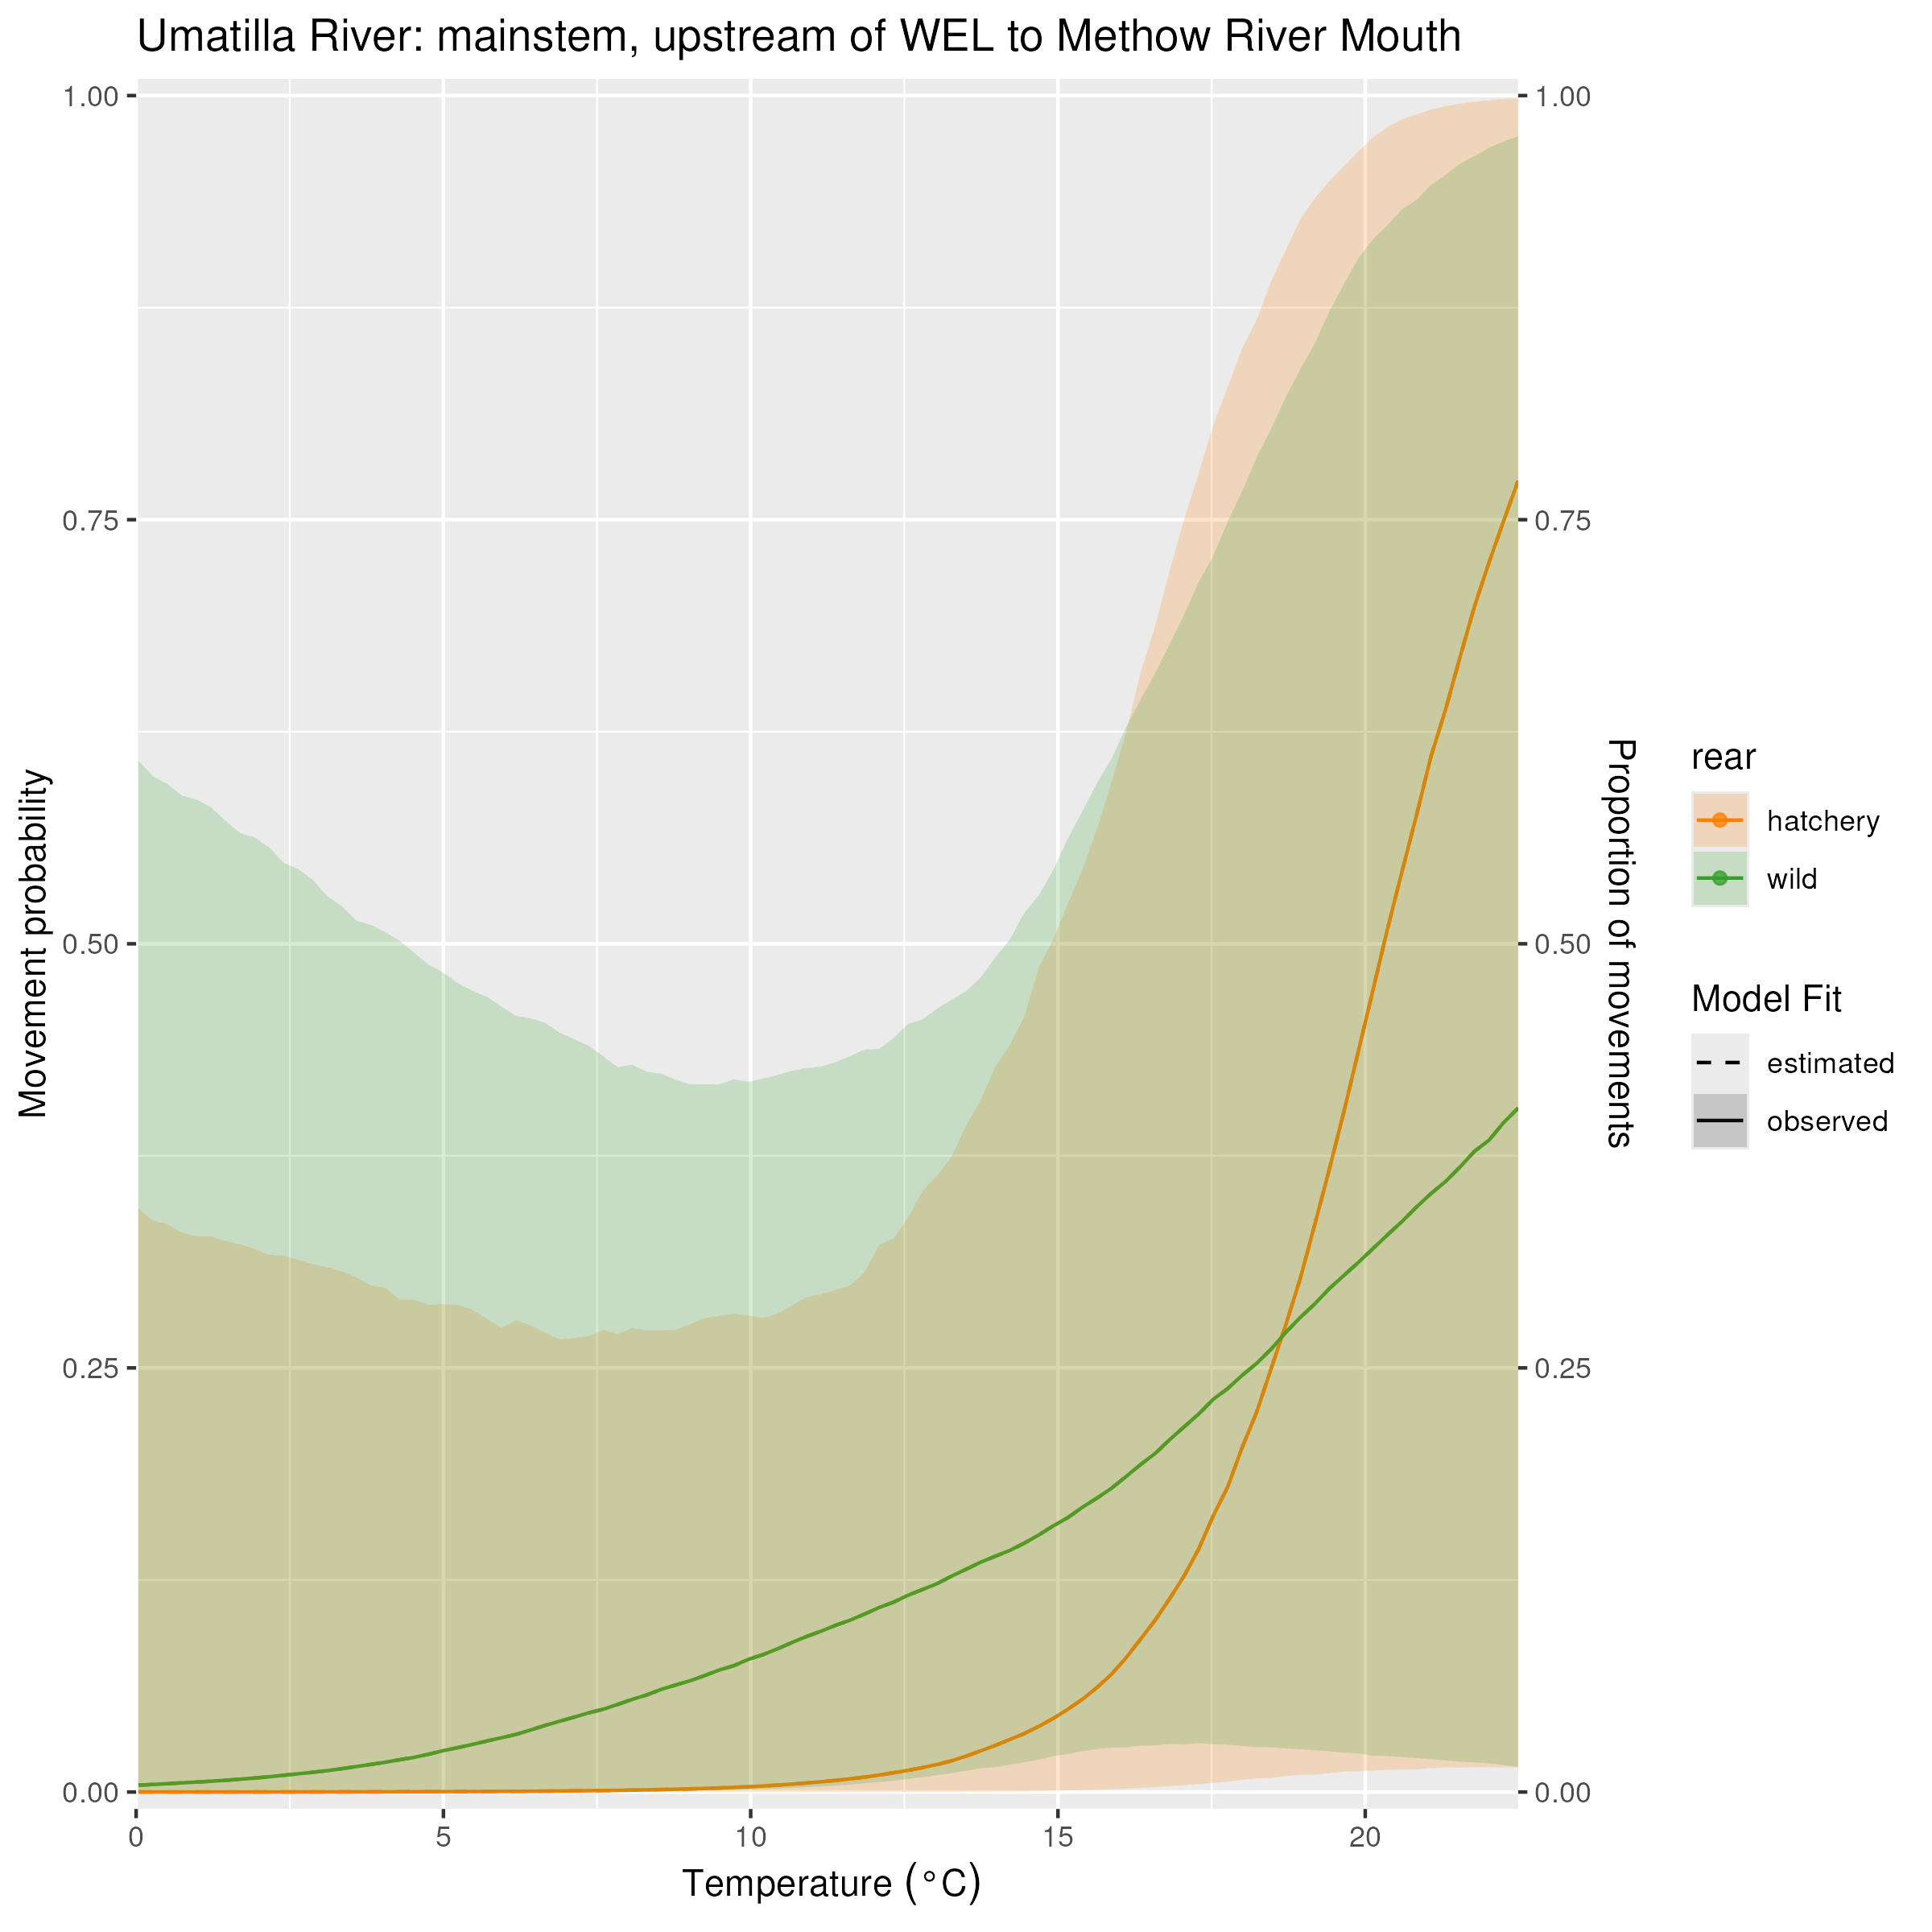 Umatilla River: mainstem, upstream of WEL to Methow River Mouth
1.00
0.75
0.50
0.25
0.00
Movement probability
0
5
10
15
20
Temperature (°C)
1.00
0.75
0.50
0.25
0.00
Proportion of movements
rear
hatchery
wild
Model Fit
estimated
observed